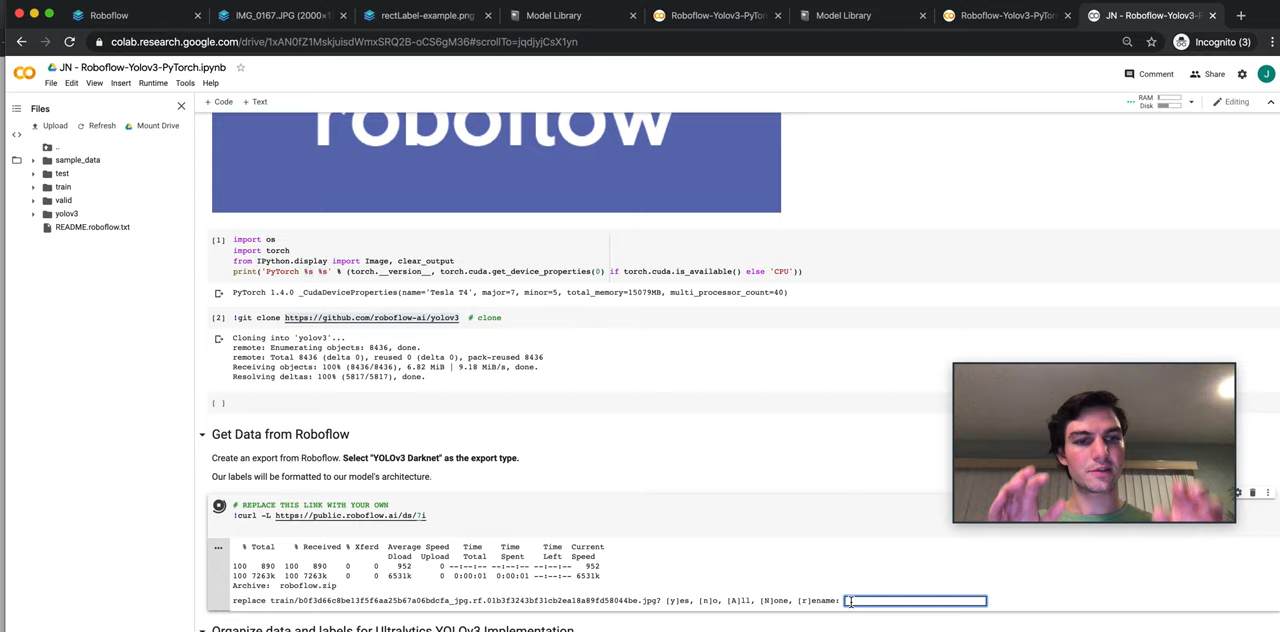 Roboflow
IMG_0167.JPG (2000×1
rectLabel-example.png
Model Library
Roboflow-Yolov3-PyTor
Model Library
Roboflow-Yolov3-PyTor
JN - Roboflow-Yolov3-P
colab.research.google.com/drive/1xAN0fZ1MskjuisdWmxSRQ2B-oCS6gM36#scrollTo=jqdjyjCsX1yn
Incognito (3)
JN - Roboflow-Yolov3-PyTorch.ipynb
File Edit View Insert Runtime Tools Help
Comment Share J
Files
+ Code + Text
RAM
Disk
Editing
Upload Refresh Mount Drive
..
sample_data
test
train
valid
yolov3
README.roboflow.txt
roboflow
[1] import os
import torch
from IPython.display import Image, clear_output
print('PyTorch %s %s' % (torch.__version__, torch.cuda.get_device_properties(0) if torch.cuda.is_available() else 'CPU'))
PyTorch 1.4.0 _CudaDeviceProperties(name='Tesla T4', major=7, minor=5, total_memory=15079MB, multi_processor_count=40)
[2] !git clone https://github.com/roboflow-ai/yolov3 # clone
Cloning into 'yolov3'...
remote: Enumerating objects: 8436, done.
remote: Total 8436 (delta 0), reused 0 (delta 0), pack-reused 8436
Receiving objects: 100% (8436/8436), 6.82 MiB | 9.18 MiB/s, done.
Resolving deltas: 100% (5817/5817), done.
[ ]
Get Data from Roboflow
Create an export from Roboflow. Select "YOLOv3 Darknet" as the export type.
Our labels will be formatted to our model's architecture.
# REPLACE THIS LINK WITH YOUR OWN
!curl -L https://public.roboflow.ai/ds/7i
% Total % Received % Xferd Average Speed Time Time Time Current
Dload Upload Total Spent Left Speed
100 890 100 890 0 0 952 0 --:--:-- --:--:-- --:--:-- 952
100 7263k 100 7263k 0 0 6531k 0 0:00:01 0:00:01 --:--:-- 6531k
Archive: roboflow.zip
replace train/b0f3d66c8be13f5f6aa25b67a06bdcfa_jpg.rf.01b3f3243bf31cb2ea18a89fd58044be.jpg? [y]es, [n]o, [A]ll, [N]one, [r]ename:
Organize data and labels for Ultralytics YOLOv3 Implementation